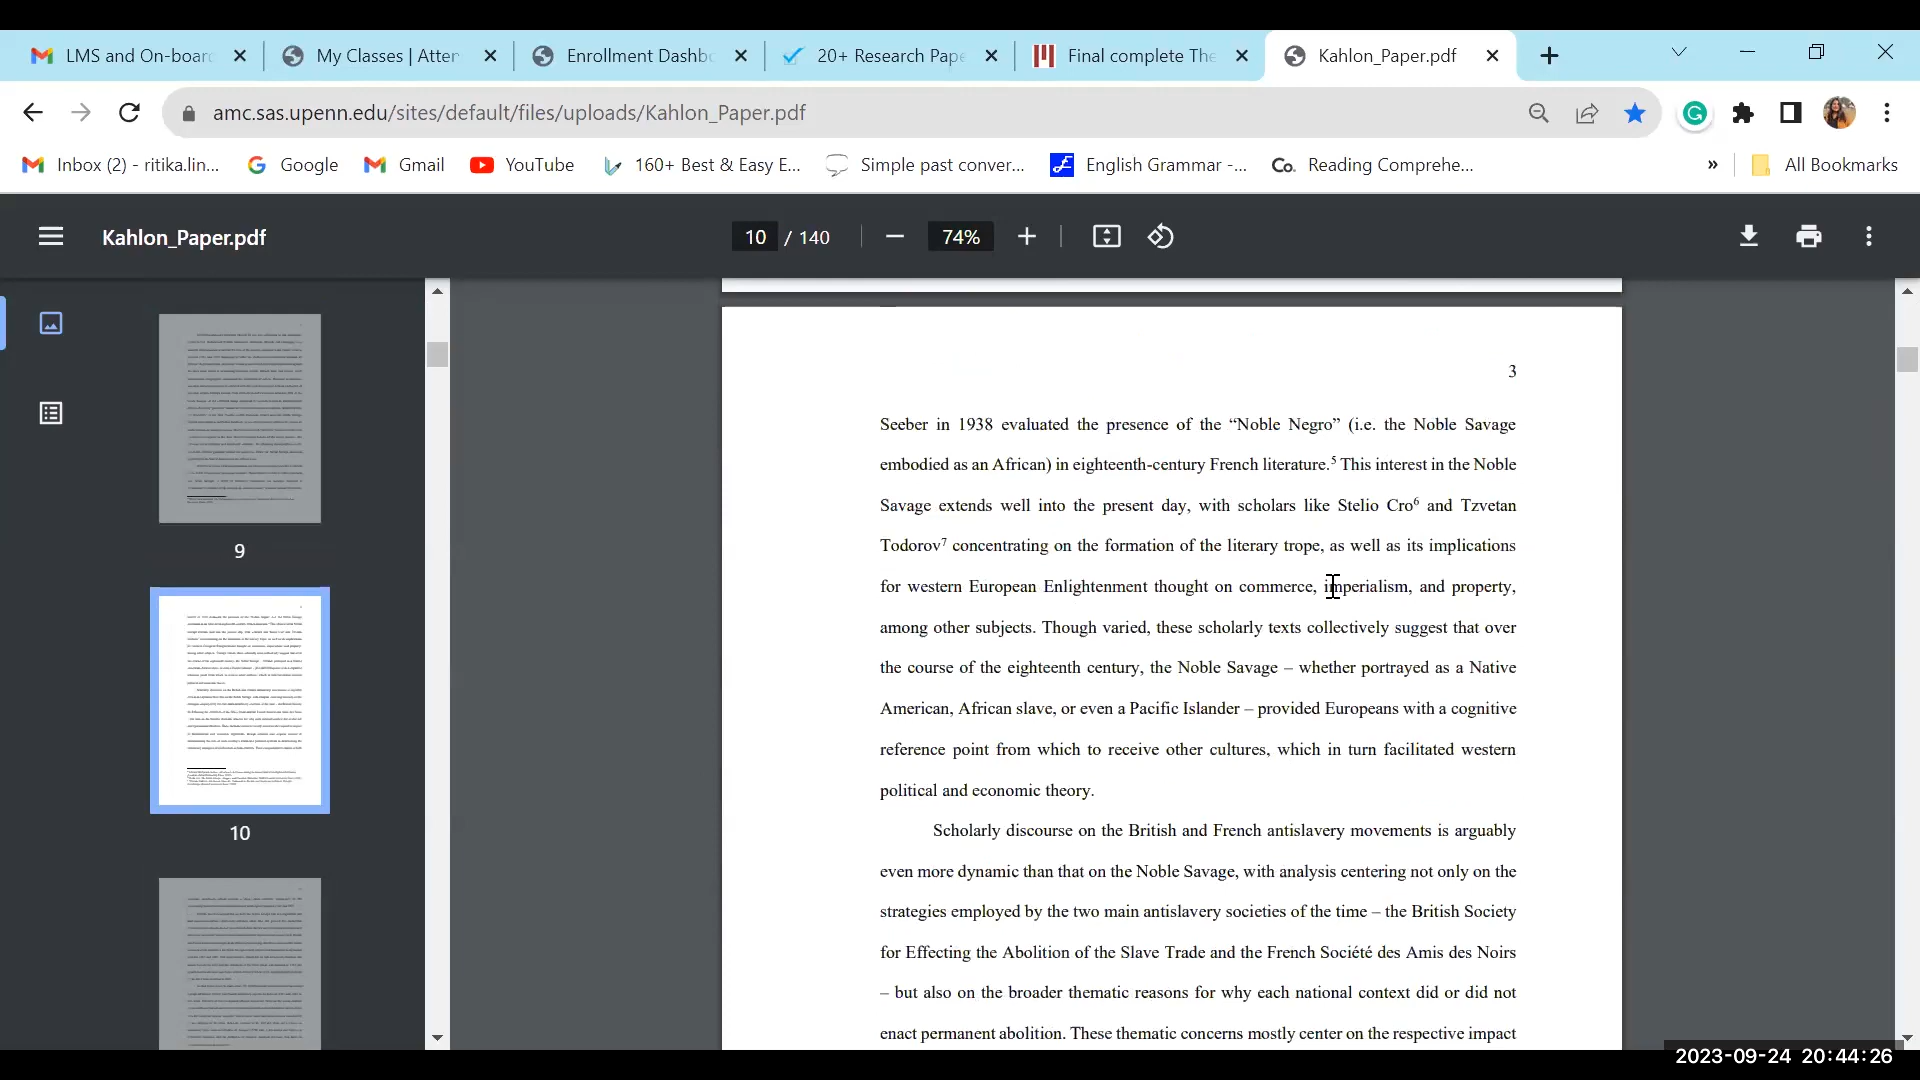 LMS and On-boar
My Classes | Atter
Enrollment Dashbo
20+ Research Pape
Final complete The
Kahlon_Paper.pdf
amc.sas.upenn.edu/sites/default/files/uploads/Kahlon_Paper.pdf
Inbox (2) - ritika.lin...
Google
Gmail
YouTube
160+ Best & Easy E...
Simple past conver...
English Grammar -...
Co.
Reading Comprehe...
»
All Bookmarks
Kahlon_Paper.pdf
10 / 140
74%
9
10
3
Seeber in 1938 evaluated the presence of the “Noble Negro” (i.e. the Noble Savage
embodied as an African) in eighteenth-century French literature.⁵ This interest in the Noble
Savage extends well into the present day, with scholars like Stelio Cro⁶ and Tzvetan
Todorov⁷ concentrating on the formation of the literary trope, as well as its implications
for western European Enlightenment thought on commerce, imperialism, and property,
among other subjects. Though varied, these scholarly texts collectively suggest that over
the course of the eighteenth century, the Noble Savage – whether portrayed as a Native
American, African slave, or even a Pacific Islander – provided Europeans with a cognitive
reference point from which to receive other cultures, which in turn facilitated western
political and economic theory.
Scholarly discourse on the British and French antislavery movements is arguably
even more dynamic than that on the Noble Savage, with analysis centering not only on the
strategies employed by the two main antislavery societies of the time – the British Society
for Effecting the Abolition of the Slave Trade and the French Société des Amis des Noirs
– but also on the broader thematic reasons for why each national context did or did not
enact permanent abolition. These thematic concerns mostly center on the respective impact
2023-09-24 20:44:26